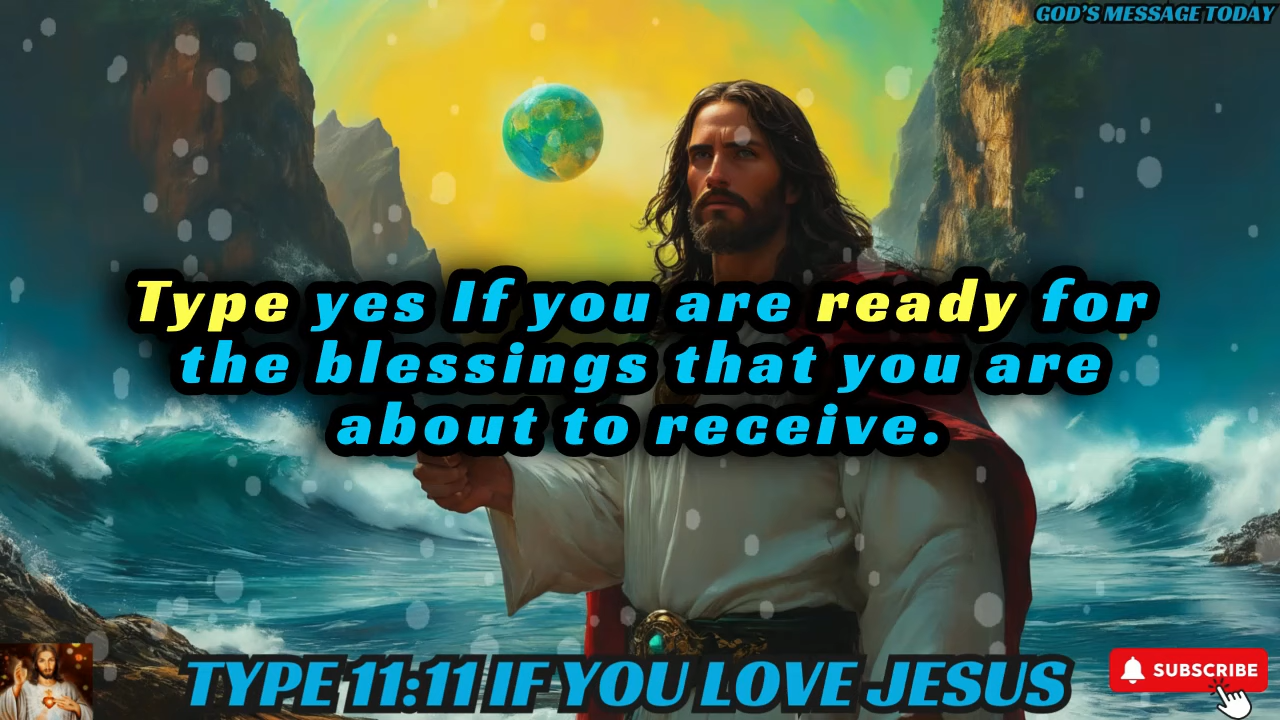 GOD'S MESSAGE TODAY
Type yes If you are ready for
the blessings that you are
about to receive.
TYPE 11:11 IF YOU LOVE JESUS
SUBSCRIBE